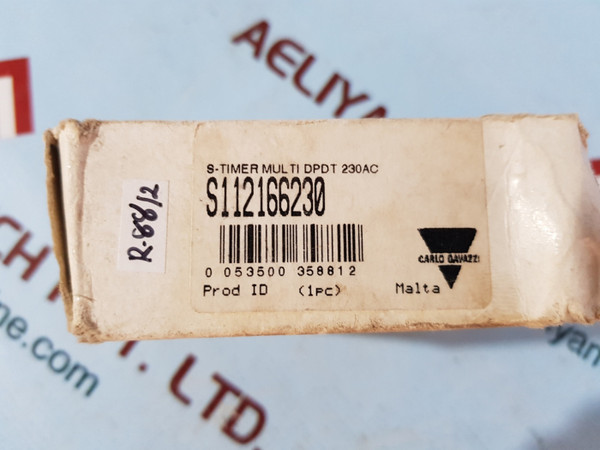 AELIYA
S-TIMER MULTI DPDT 230AC
S112166230
R-88/2
CARLO GAVAZZI
0 053500 358812
Prod ID (1pc) Malta
CH
T. LTD.
ine.com